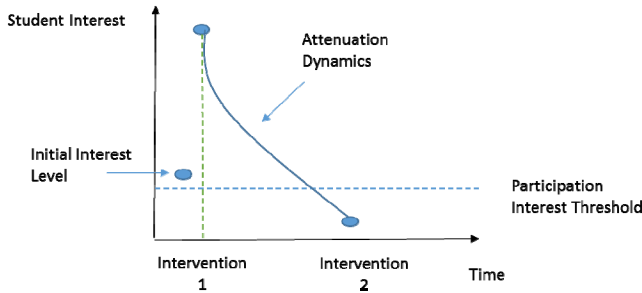 Student Interest
Attenuation
Dynamics
Initial Interest
Level
Participation
Interest Threshold
Intervention
1
Intervention
2
Time